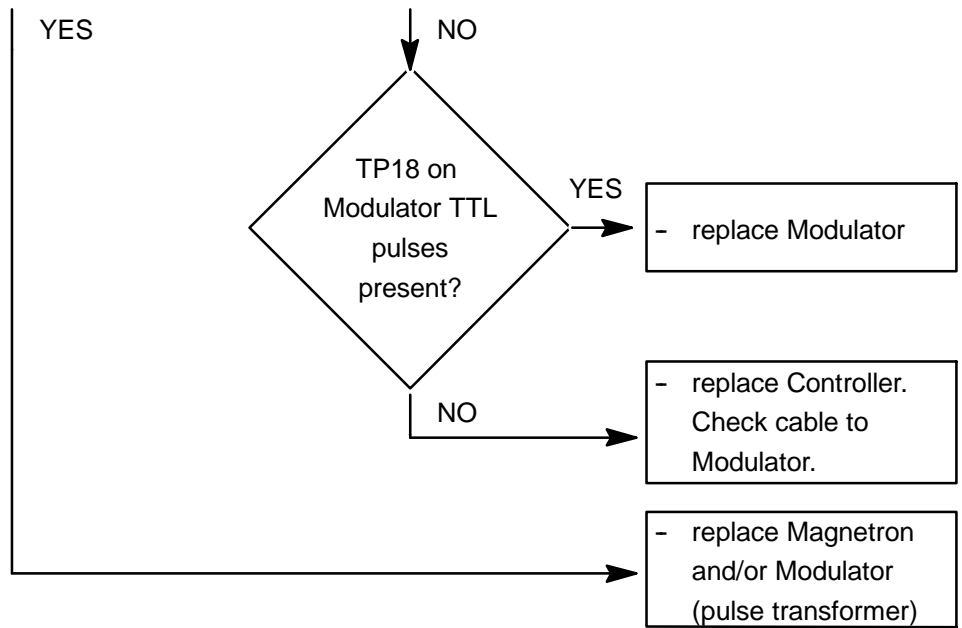 YES
NO
TP18 on
Modulator TTL
pulses
present?
YES
- replace Modulator
NO
- replace Controller.
Check cable to
Modulator.
- replace Magnetron
and/or Modulator
(pulse transformer)